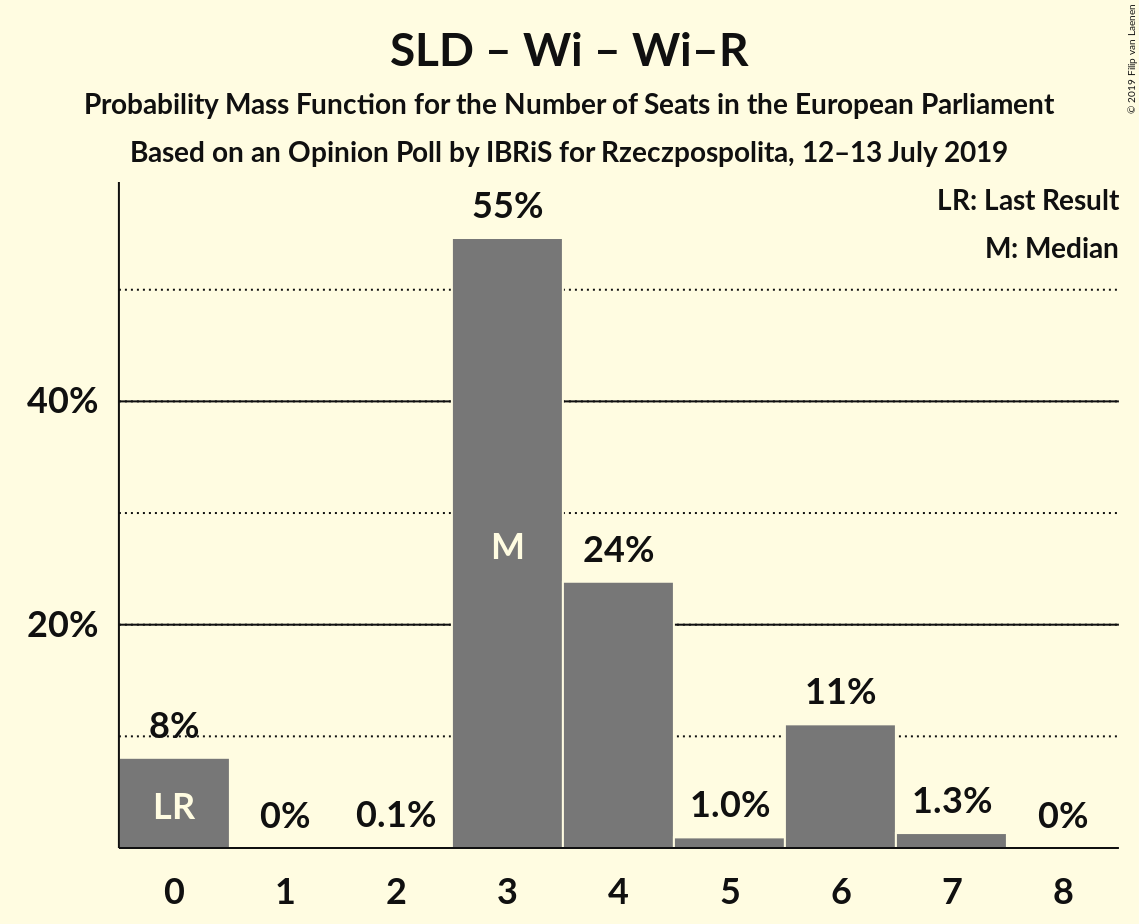 SLD – Wi – Wi–R
Probability Mass Function for the Number of Seats in the European Parliament
Based on an Opinion Poll by IBRiS for Rzeczpospolita, 12–13 July 2019
© 2019 Filip van Laenen
LR: Last Result
M: Median
55%
40%
M
24%
20%
11%
8%
LR
0%
0.1%
1.0%
1.3%
0%
0 1 2 3 4 5 6 7 8